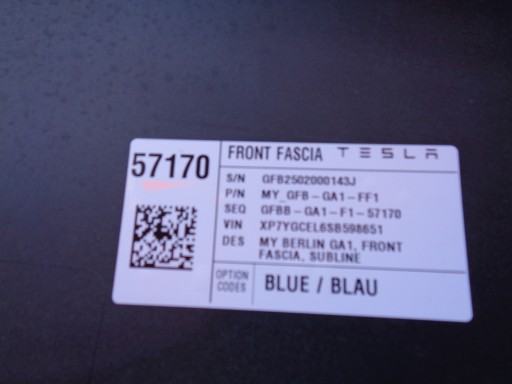 57170
FRONT FASCIA TESLA
S/N GFB2502000143J
P/N MY_GFB-GA1-FF1
SEQ GFBB-GA1-F1-57170
VIN XP7YGCEL6SB598651
DES MY BERLIN GA1, FRONT
FASCIA, SUBLINE
OPTION
CODES
BLUE / BLAU